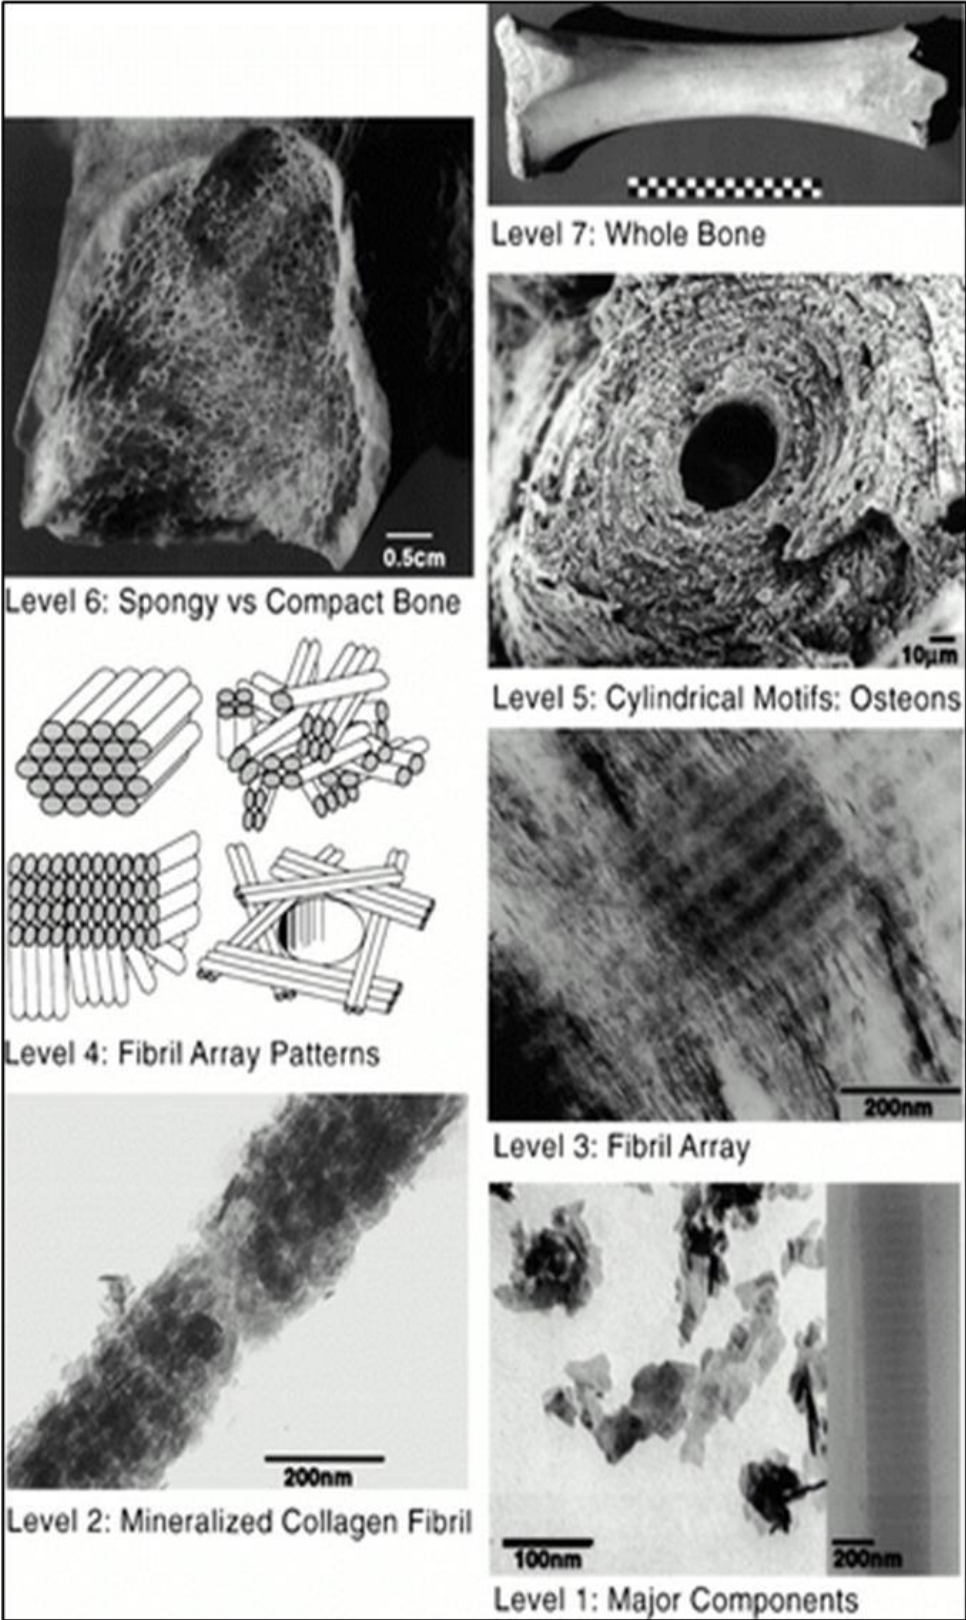 Level 7: Whole Bone
0.5cm
Level 6: Spongy vs Compact Bone
10µm
Level 5: Cylindrical Motifs: Osteons
Level 4: Fibril Array Patterns
200nm
Level 3: Fibril Array
200nm
Level 2: Mineralized Collagen Fibril
100nm
200nm
Level 1: Major Components